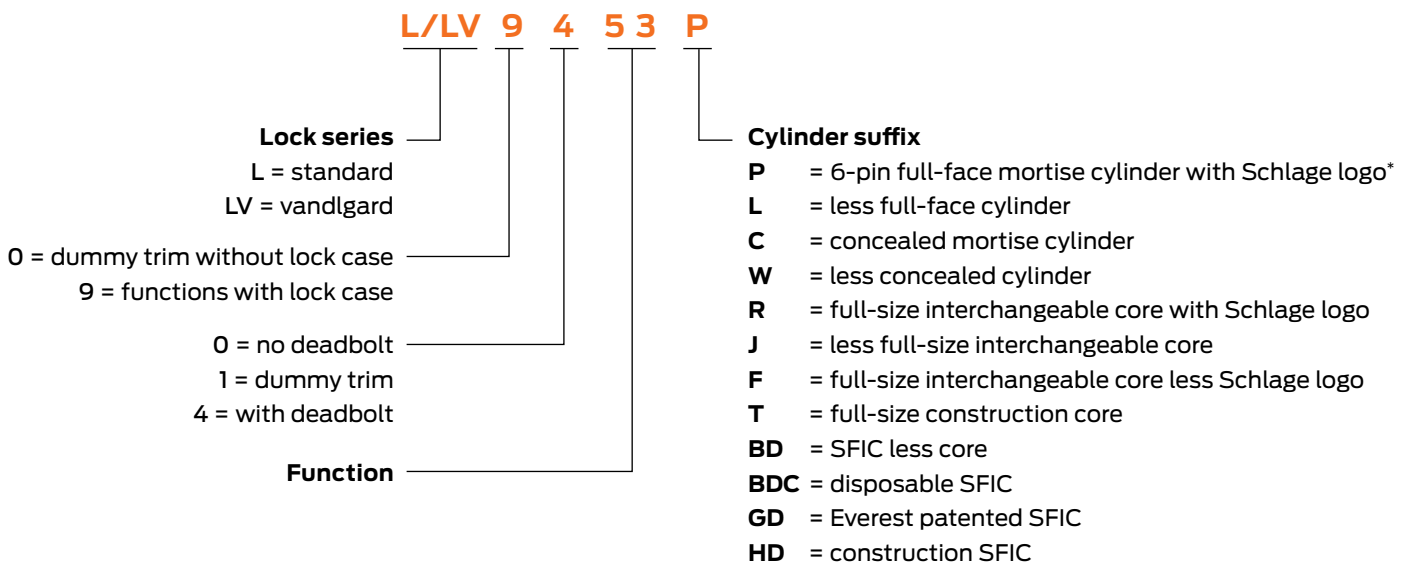 L/LV 9 4 5 3 P
Lock series
L = standard
LV = vandlgard
0 = dummy trim without lock case
9 = functions with lock case
0 = no deadbolt
1 = dummy trim
4 = with deadbolt
Function
Cylinder suffix
P = 6-pin full-face mortise cylinder with Schlage logo*
L = less full-face cylinder
C = concealed mortise cylinder
W = less concealed cylinder
R = full-size interchangeable core with Schlage logo
J = less full-size interchangeable core
F = full-size interchangeable core less Schlage logo
T = full-size construction core
BD = SFIC less core
BDC = disposable SFIC
GD = Everest patented SFIC
HD = construction SFIC